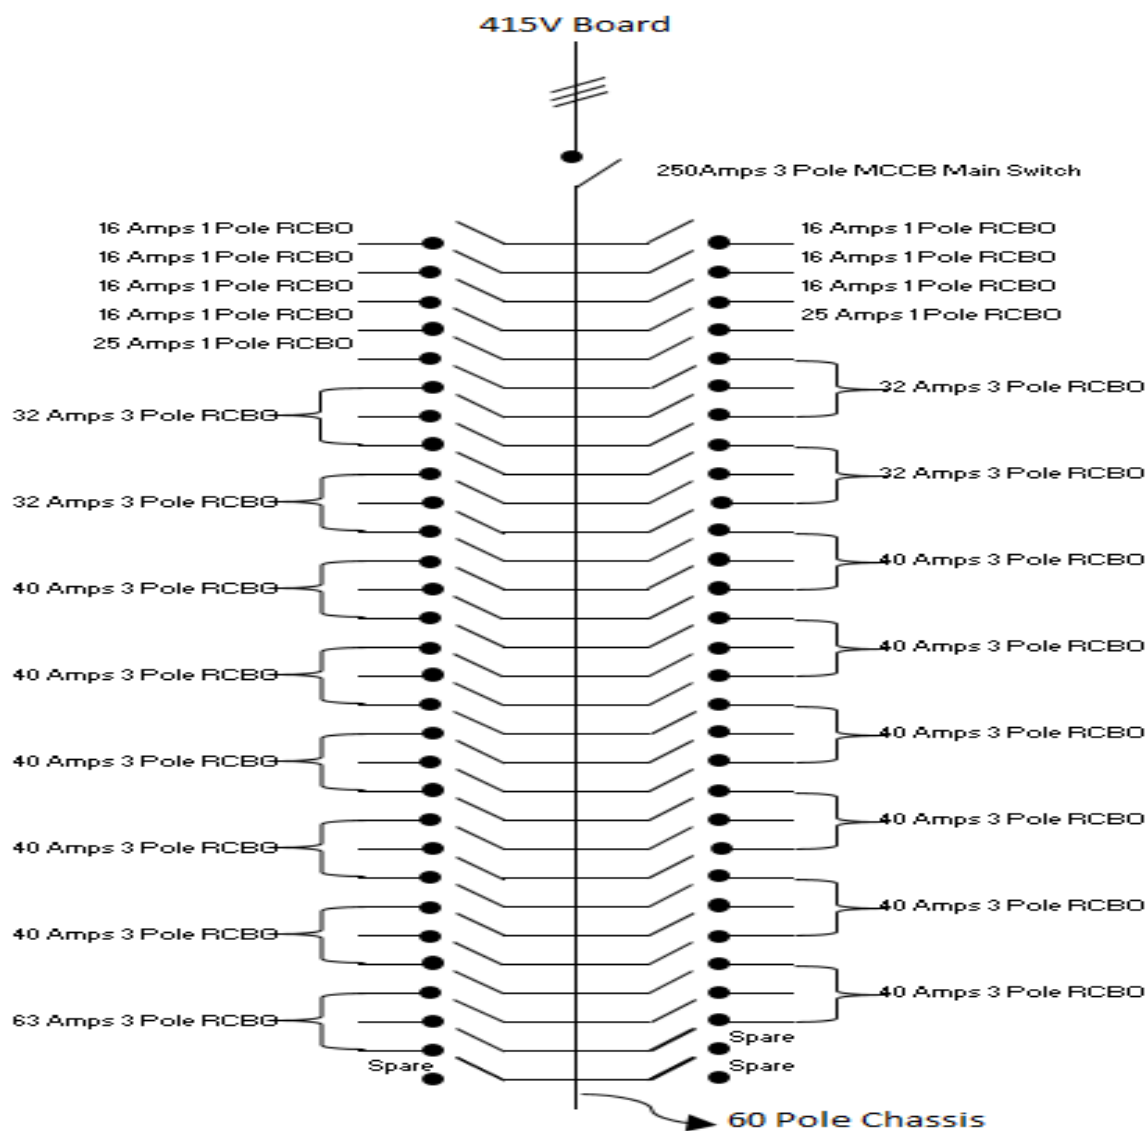 415V Board
250Amps 3 Pole MCCB Main Switch
16 Amps 1 Pole RCBO
16 Amps 1 Pole RCBO
16 Amps 1 Pole RCBO
16 Amps 1 Pole RCBO
16 Amps 1 Pole RCBO
16 Amps 1 Pole RCBO
16 Amps 1 Pole RCBO
25 Amps 1 Pole RCBO
25 Amps 1 Pole RCBO
32 Amps 3 Pole RCBO
32 Amps 3 Pole RCBO
32 Amps 3 Pole RCBO
32 Amps 3 Pole RCBO
40 Amps 3 Pole RCBO
40 Amps 3 Pole RCBO
40 Amps 3 Pole RCBO
40 Amps 3 Pole RCBO
40 Amps 3 Pole RCBO
40 Amps 3 Pole RCBO
40 Amps 3 Pole RCBO
40 Amps 3 Pole RCBO
40 Amps 3 Pole RCBO
40 Amps 3 Pole RCBO
40 Amps 3 Pole RCBO
63 Amps 3 Pole RCBO
Spare
Spare
Spare
60 Pole Chassis